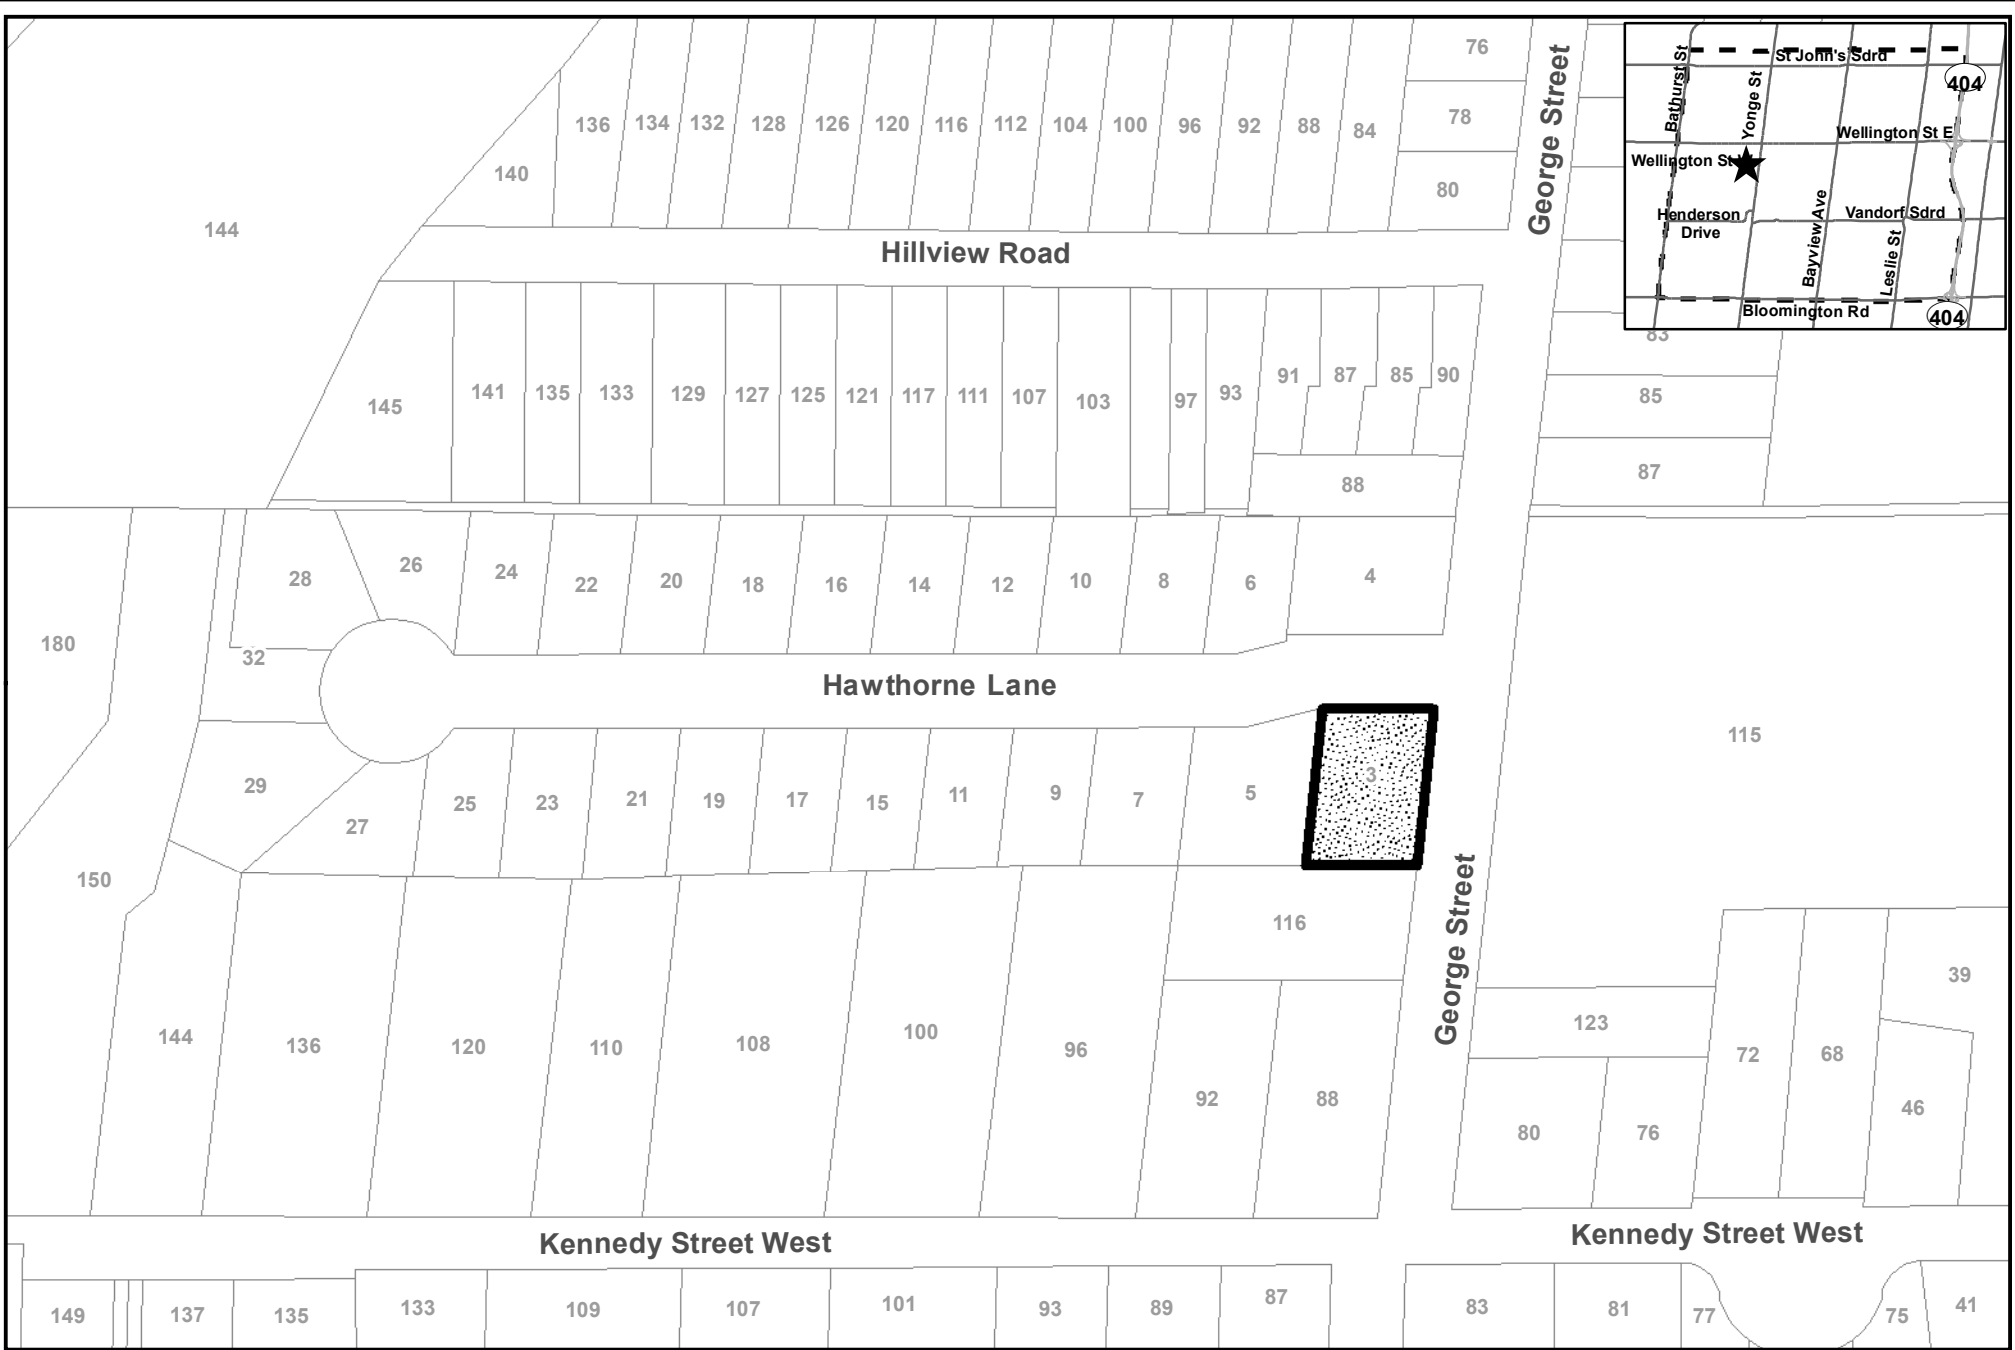 76
136 134 132 128 126 120 116 112 104 100 96 92 88 84
78
140
80
144
George Street
Hillview Road
St John's Sdrd
Bathurst St
Yonge St
404
Wellington St E
Wellington St
Henderson
Drive
Bayview Ave
Vandorf Sdrd
Leslie St
Bloomington Rd
404
83
145 141 135 133 129 127 125 121 117 111 107 103 97 93 91 87 85 90
85
88
87
28 26 24 22 20 18 16 14 12 10 8 6 4
180
32
Hawthorne Lane
115
29 27 25 23 21 19 17 15 11 9 7 5 3
150
116
George Street
39
144 136 120 110 108 100 96
123
72 68
92 88
46
80 76
Kennedy Street West
Kennedy Street West
149 137 135 133 109 107 101 93 89 87 83 81 77 75 41